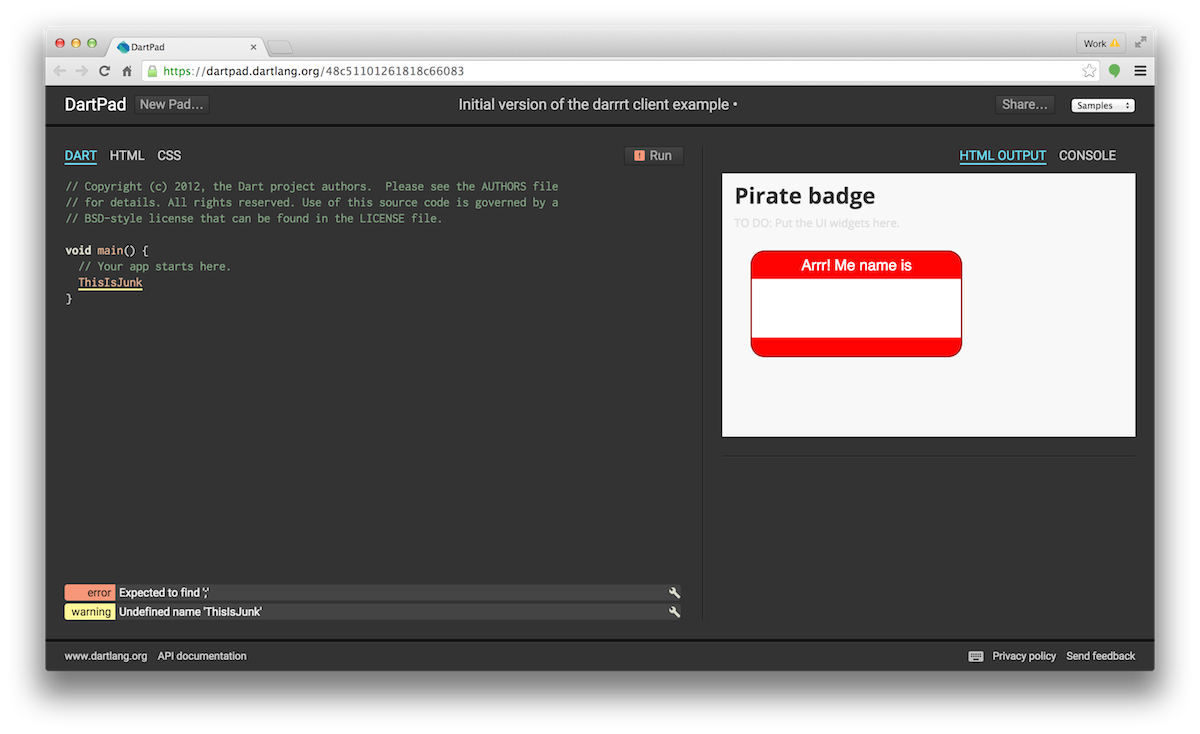 DartPad
Work
https://dartpad.dartlang.org/48c51101261818c66083
DartPad New Pad... Initial version of the darrrt client example • Share... Samples
DART HTML CSS Run HTML OUTPUT CONSOLE
// Copyright (c) 2012, the Dart project authors.  Please see the AUTHORS file
// for details. All rights reserved. Use of this source code is governed by a
// BSD-style license that can be found in the LICENSE file.
void main() {
// Your app starts here.
ThisIsJunk
}
Pirate badge
TO DO: Put the UI widgets here.
Arrr! Me name is
error Expected to find ';'
warning Undefined name 'ThisIsJunk'
www.dartlang.org API documentation Privacy policy Send feedback